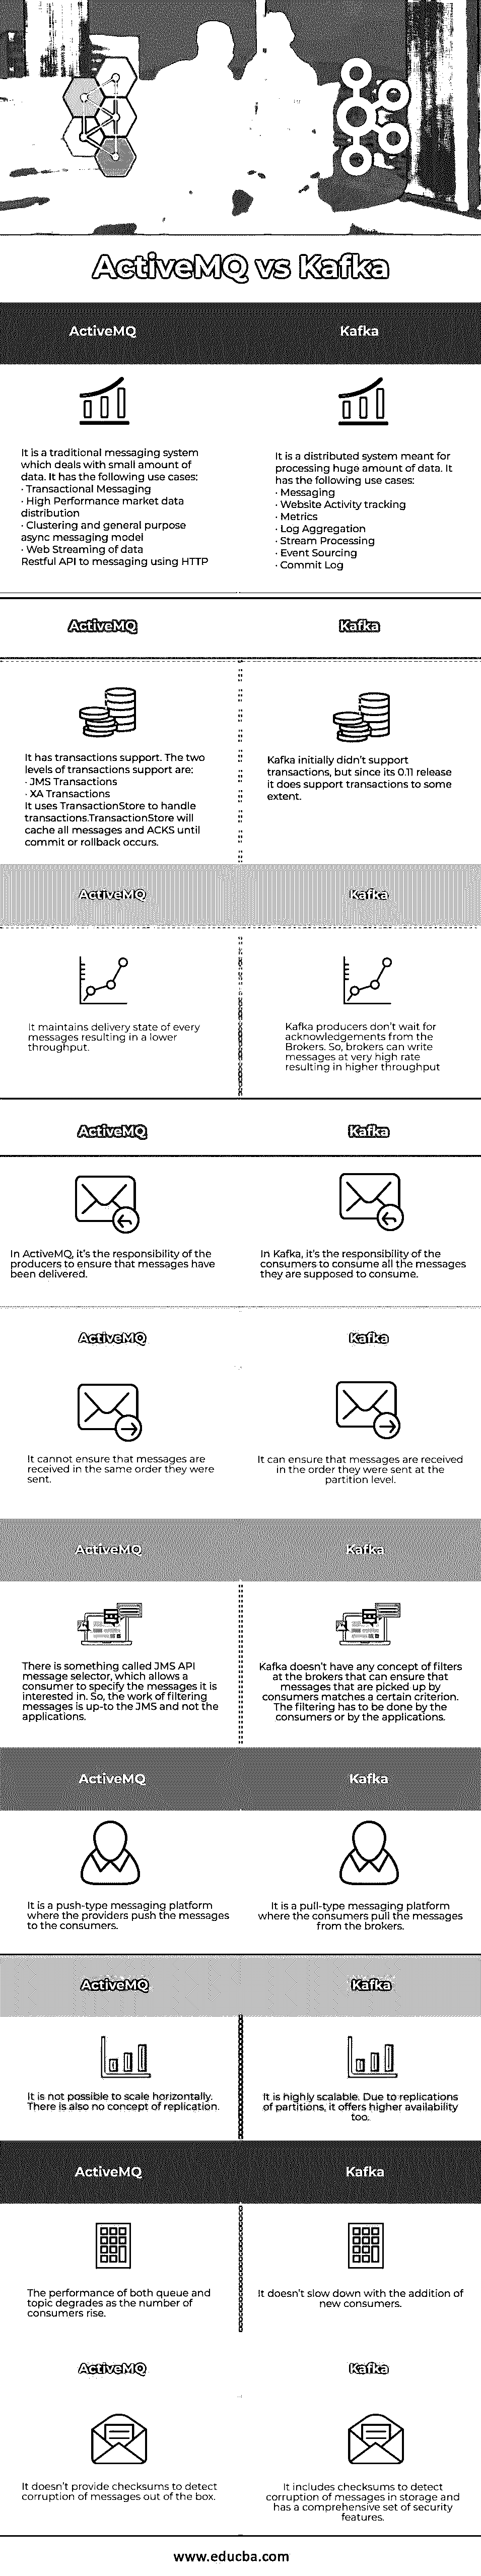 ActiveMQ vs Kafka
ActiveMQ
Kafka
It is a traditional messaging system
which deals with small amount of
data. It has the following use cases:
· Transactional Messaging
· High Performance market data
distribution
· Clustering and general purpose
async messaging model
· Web Streaming of data
Restful API to messaging using HTTP
It is a distributed system meant for
processing huge amount of data. It
has the following use cases:
· Messaging
· Website Activity tracking
· Metrics
· Log Aggregation
· Stream Processing
· Event Sourcing
· Commit Log
ActiveMQ
Kafka
It has transactions support. The two
levels of transactions support are:
· JMS Transactions
· XA Transactions
It uses TransactionStore to handle
transactions.TransactionStore will
cache all messages and ACKS until
commit or rollback occurs.
Kafka initially didn't support
transactions, but since its 0.11 release
it does support transactions to some
extent.
ActiveMQ
Kafka
It maintains delivery state of every
messages resulting in a lower
throughput.
Kafka producers don't wait for
acknowledgements from the
Brokers. So, brokers can write
messages at very high rate
resulting in higher throughput
ActiveMQ
Kafka
In ActiveMQ, it's the responsibility of the
producers to ensure that messages have
been delivered.
In Kafka, it's the responsibility of the
consumers to consume all the messages
they are supposed to consume.
ActiveMQ
Kafka
It cannot ensure that messages are
received in the same order they were
sent.
It can ensure that messages are received
in the order they were sent at the
partition level.
ActiveMQ
Kafka
There is something called JMS API
message selector, which allows a
consumer to specify the messages it is
interested in. So, the work of filtering
messages is up-to the JMS and not the
applications.
Kafka doesn't have any concept of filters
at the brokers that can ensure that
messages that are picked up by
consumers matches a certain criterion.
The filtering has to be done by the
consumers or by the applications.
ActiveMQ
Kafka
It is a push-type messaging platform
where the providers push the messages
to the consumers.
It is a pull-type messaging platform
where the consumers pull the messages
from the brokers.
ActiveMQ
Kafka
It is not possible to scale horizontally.
There is also no concept of replication.
It is highly scalable. Due to replications
of partitions, it offers higher availability
too.
ActiveMQ
Kafka
The performance of both queue and
topic degrades as the number of
consumers rise.
It doesn't slow down with the addition of
new consumers.
ActiveMQ
Kafka
It doesn't provide checksums to detect
corruption of messages out of the box.
It includes checksums to detect
corruption of messages in storage and
has a comprehensive set of security
features.
www.educba.com